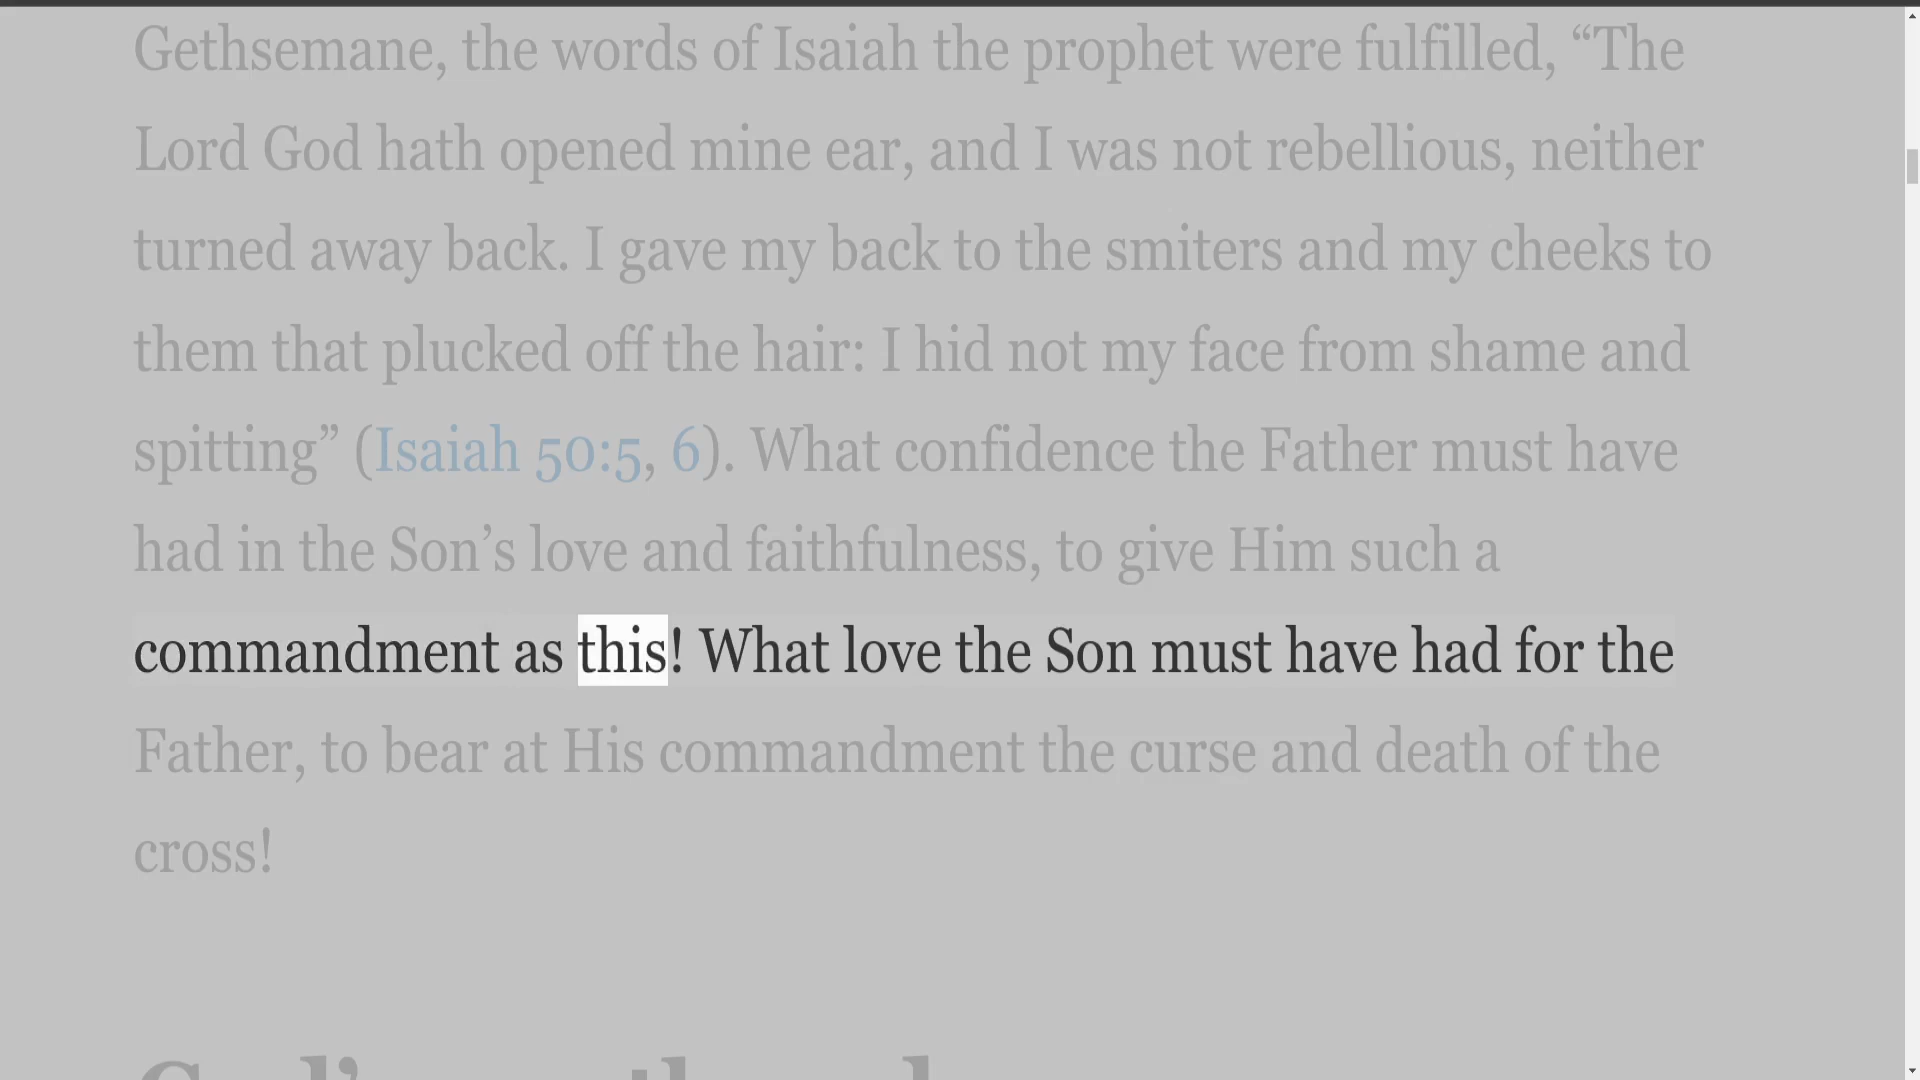 Gethsemane, the words of Isaiah the prophet were fulfilled, “The
Lord God hath opened mine ear, and I was not rebellious, neither
turned away back. I gave my back to the smiters and my cheeks to
them that plucked off the hair: I hid not my face from shame and
spitting” (Isaiah 50:5, 6). What confidence the Father must have
had in the Son’s love and faithfulness, to give Him such a
commandment as this! What love the Son must have had for the
Father, to bear at His commandment the curse and death of the
cross!